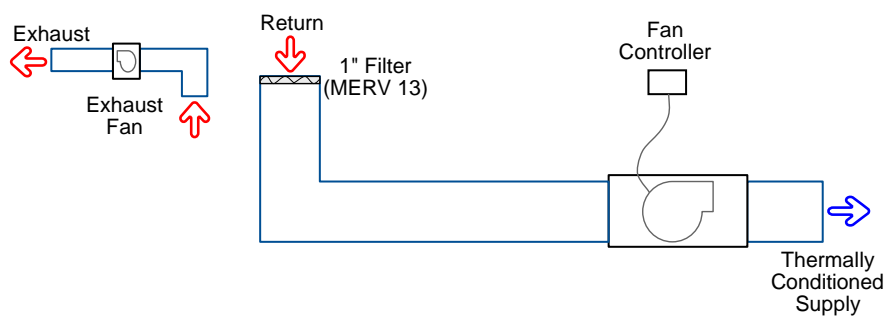 Exhaust
Exhaust
Fan
Return
1" Filter
(MERV 13)
Fan
Controller
Thermally
Conditioned
Supply